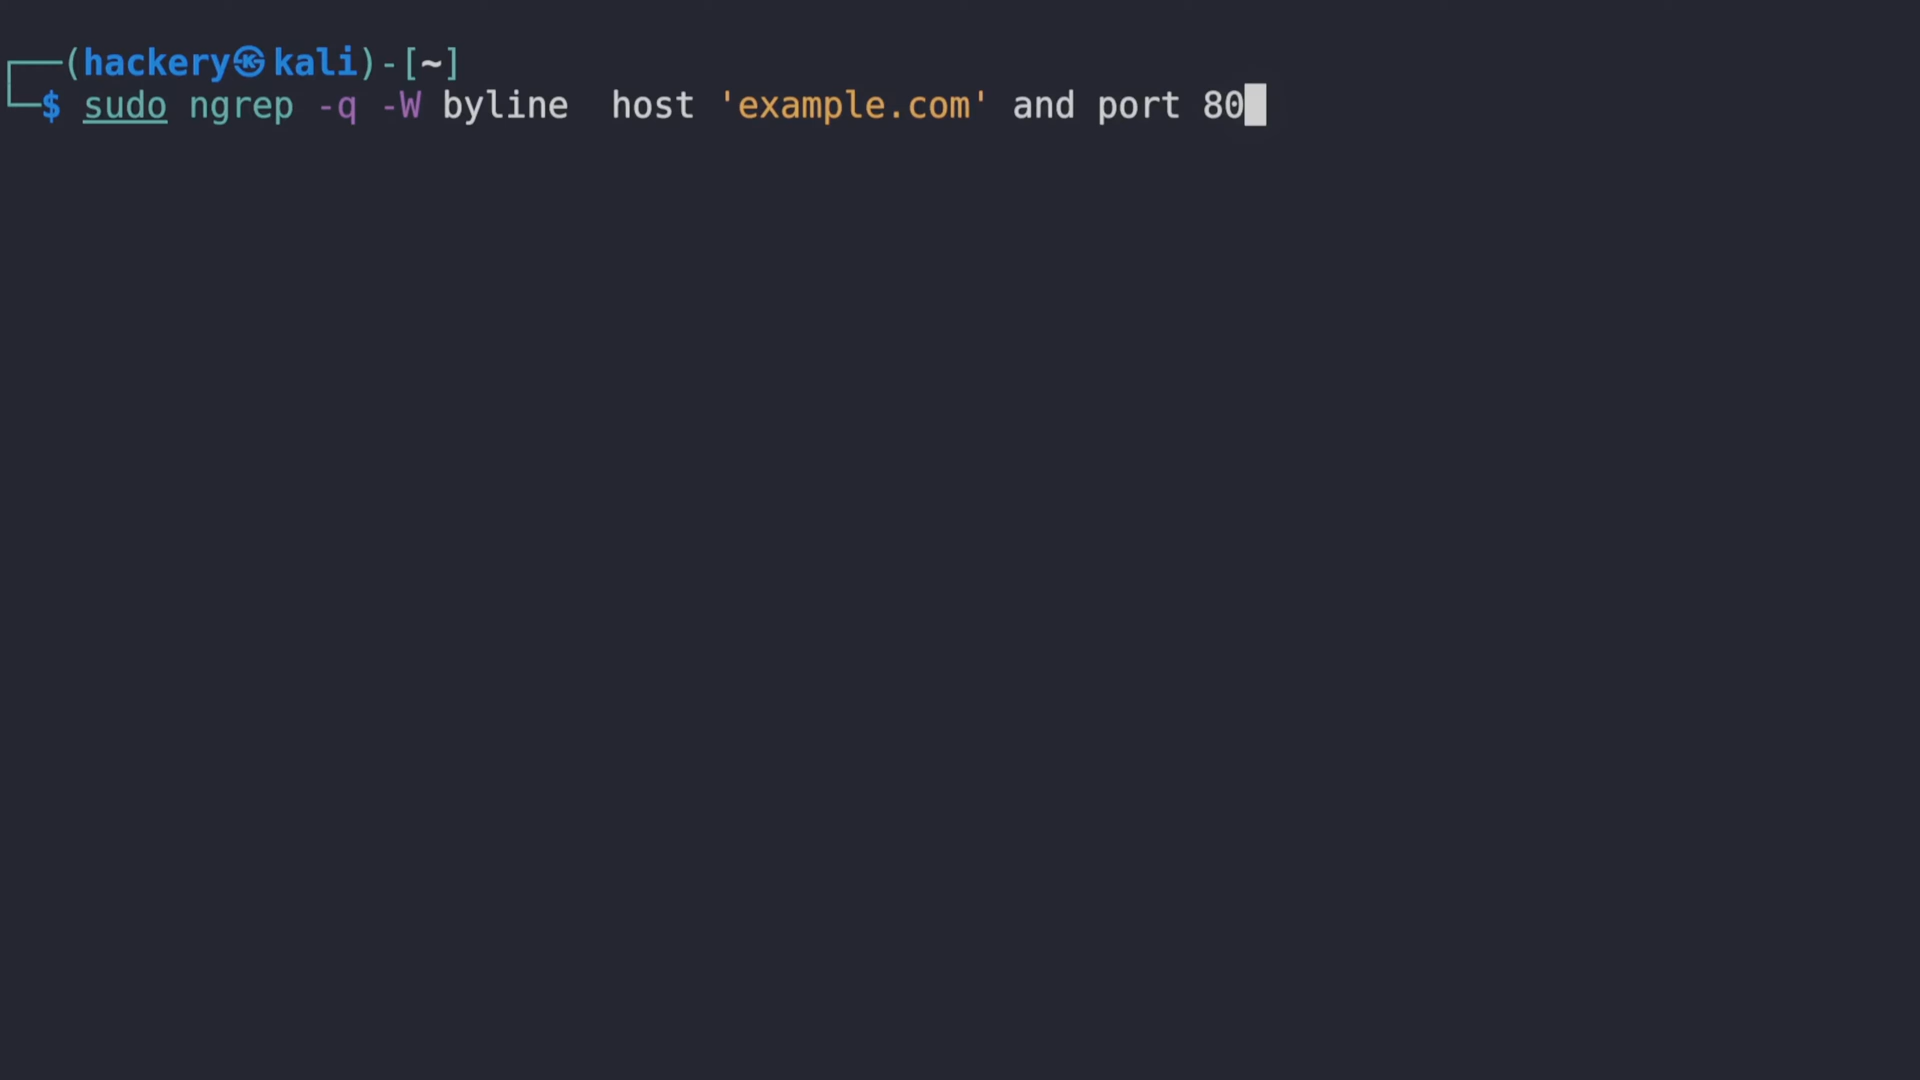 ┌──(hackery㉿kali)-[~]
└─$ sudo ngrep -q -W byline  host 'example.com' and port 80